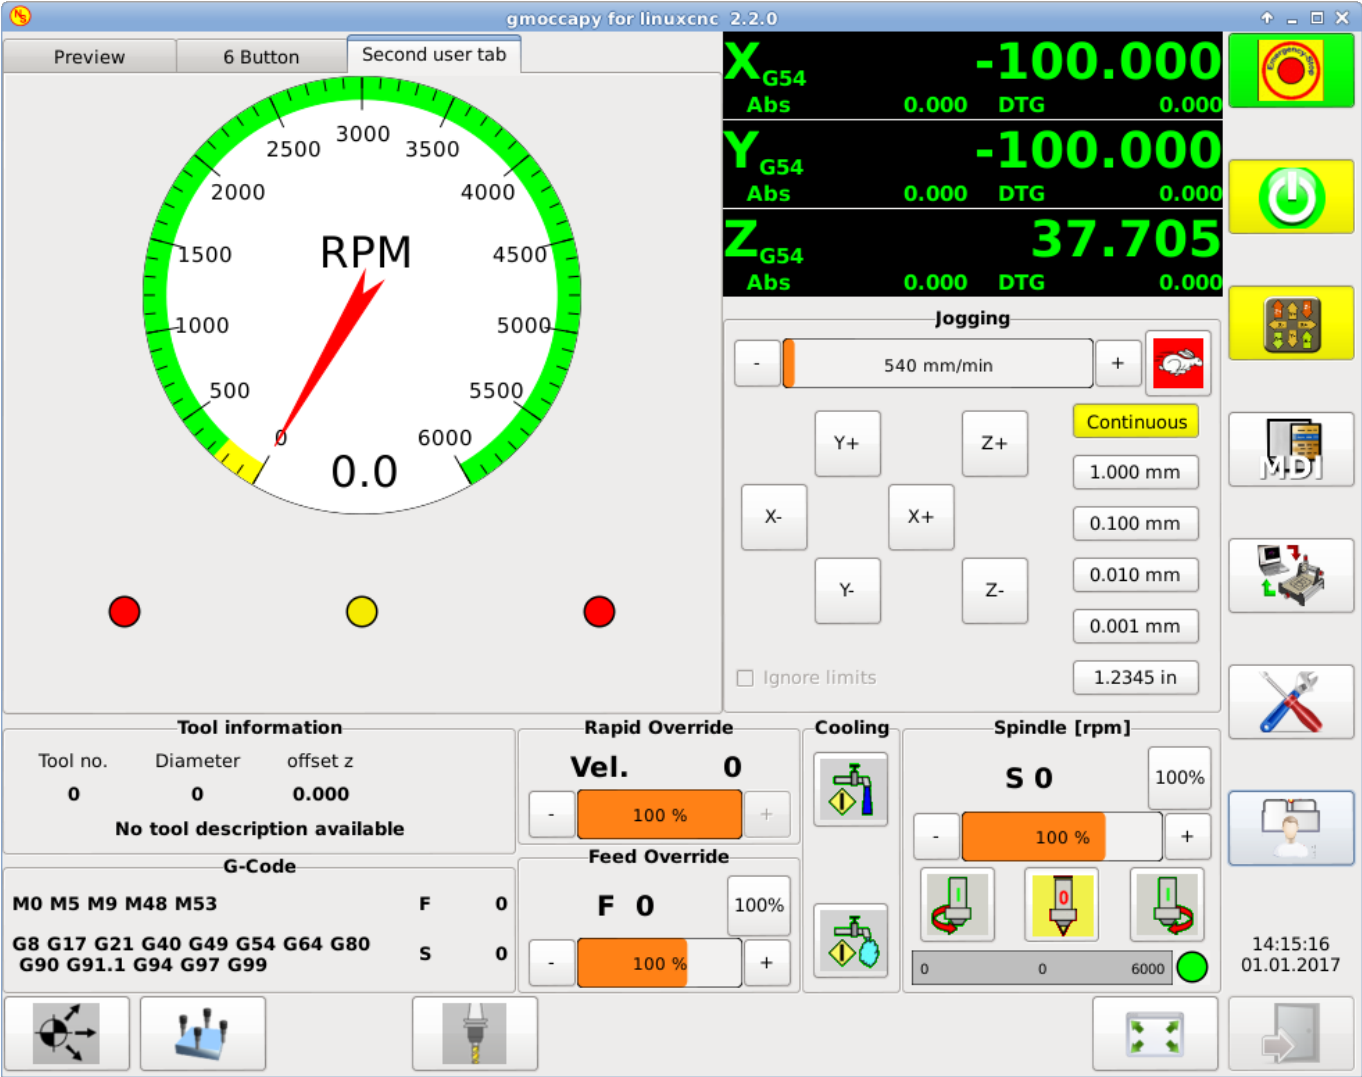 gmoccapy for linuxcnc 2.2.0
Preview
6 Button
Second user tab
3000
2500
3500
2000
4000
1500
4500
RPM
1000
5000
500
5500
0
6000
0.0
X G54 -100.000
Abs 0.000 DTG 0.000
Y G54 -100.000
Abs 0.000 DTG 0.000
Z G54 37.705
Abs 0.000 DTG 0.000
Jogging
- 540 mm/min +
Y+
Z+
X-
X+
Y-
Z-
Continuous
1.000 mm
0.100 mm
0.010 mm
0.001 mm
1.2345 in
Ignore limits
Emergency-Stop
MDI
Tool information
Tool no. Diameter offset z
0 0 0.000
No tool description available
G-Code
M0 M5 M9 M48 M53
F 0
G8 G17 G21 G40 G49 G54 G64 G80
G90 G91.1 G94 G97 G99
S 0
Rapid Override
Vel. 0
- 100 % +
Feed Override
F 0 100%
- 100 % +
Cooling
Spindle [rpm]
S 0 100%
- 100 % +
I 0 I
0 0 6000
14:15:16
01.01.2017